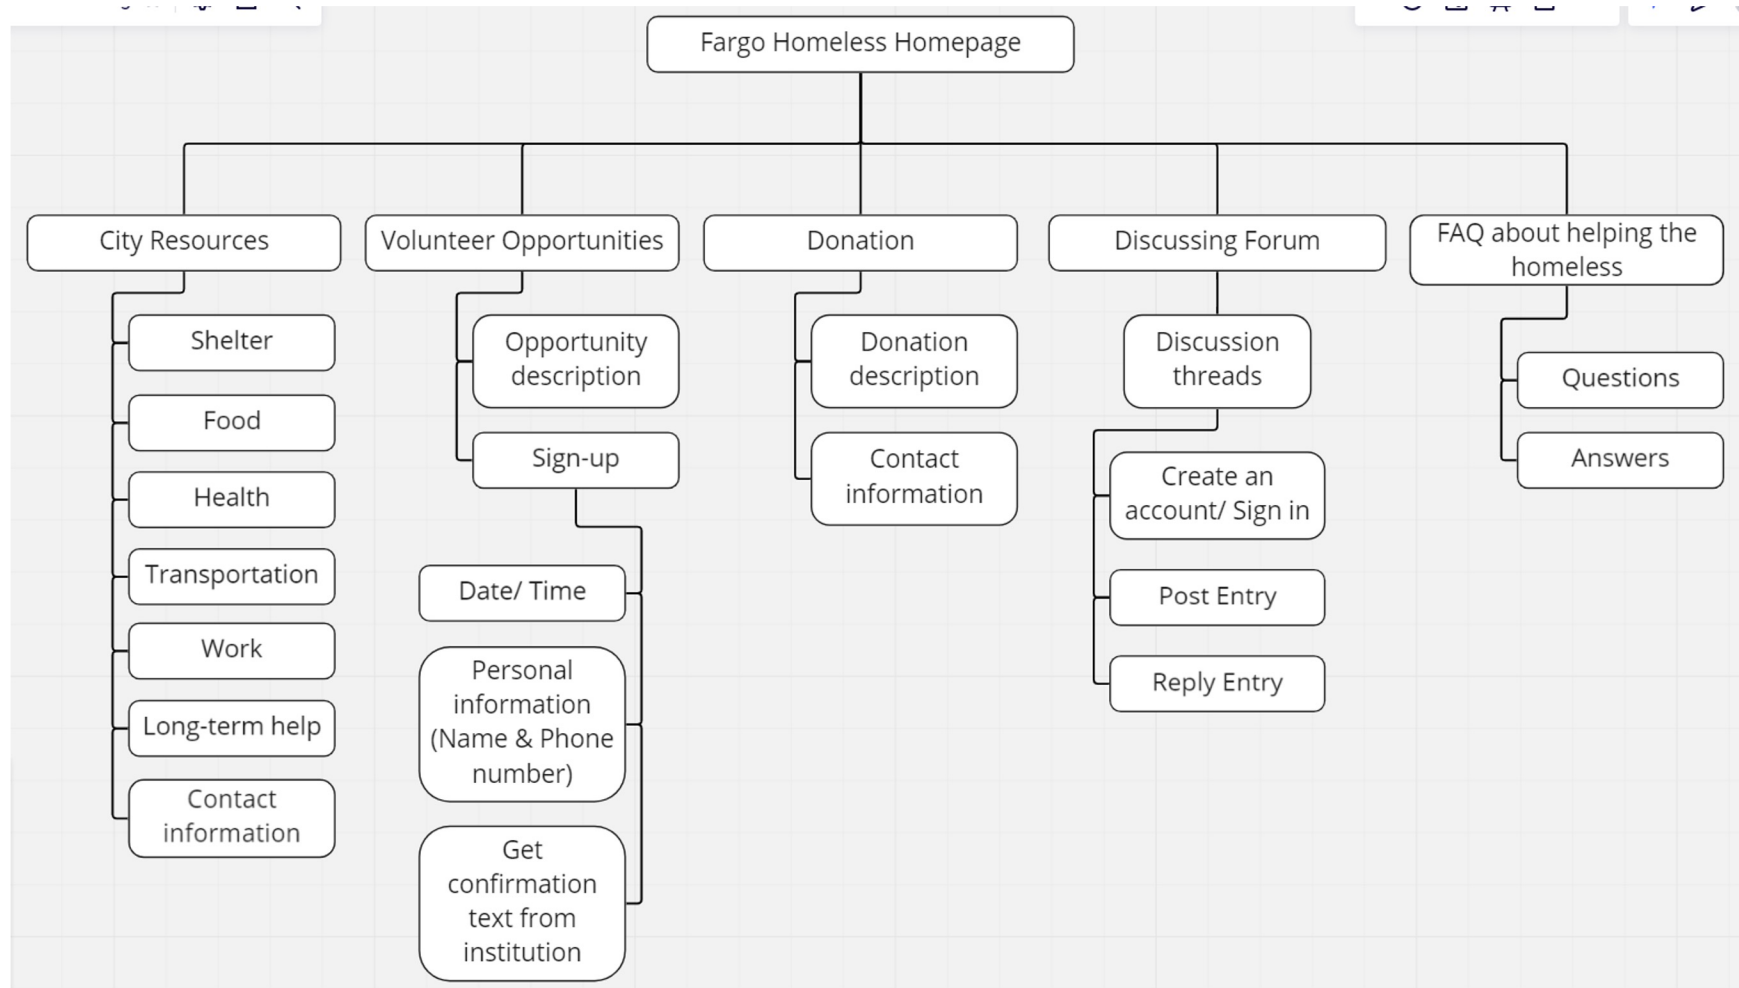 Fargo Homeless Homepage
City Resources
Shelter
Food
Health
Transportation
Work
Long-term help
Contact
information
Volunteer Opportunities
Opportunity
description
Sign-up
Date/ Time
Personal
information
(Name & Phone
number)
Get
confirmation
text from
institution
Donation
Donation
description
Contact
information
Discussing Forum
Discussion
threads
Create an
account/ Sign in
Post Entry
Reply Entry
FAQ about helping the
homeless
Questions
Answers